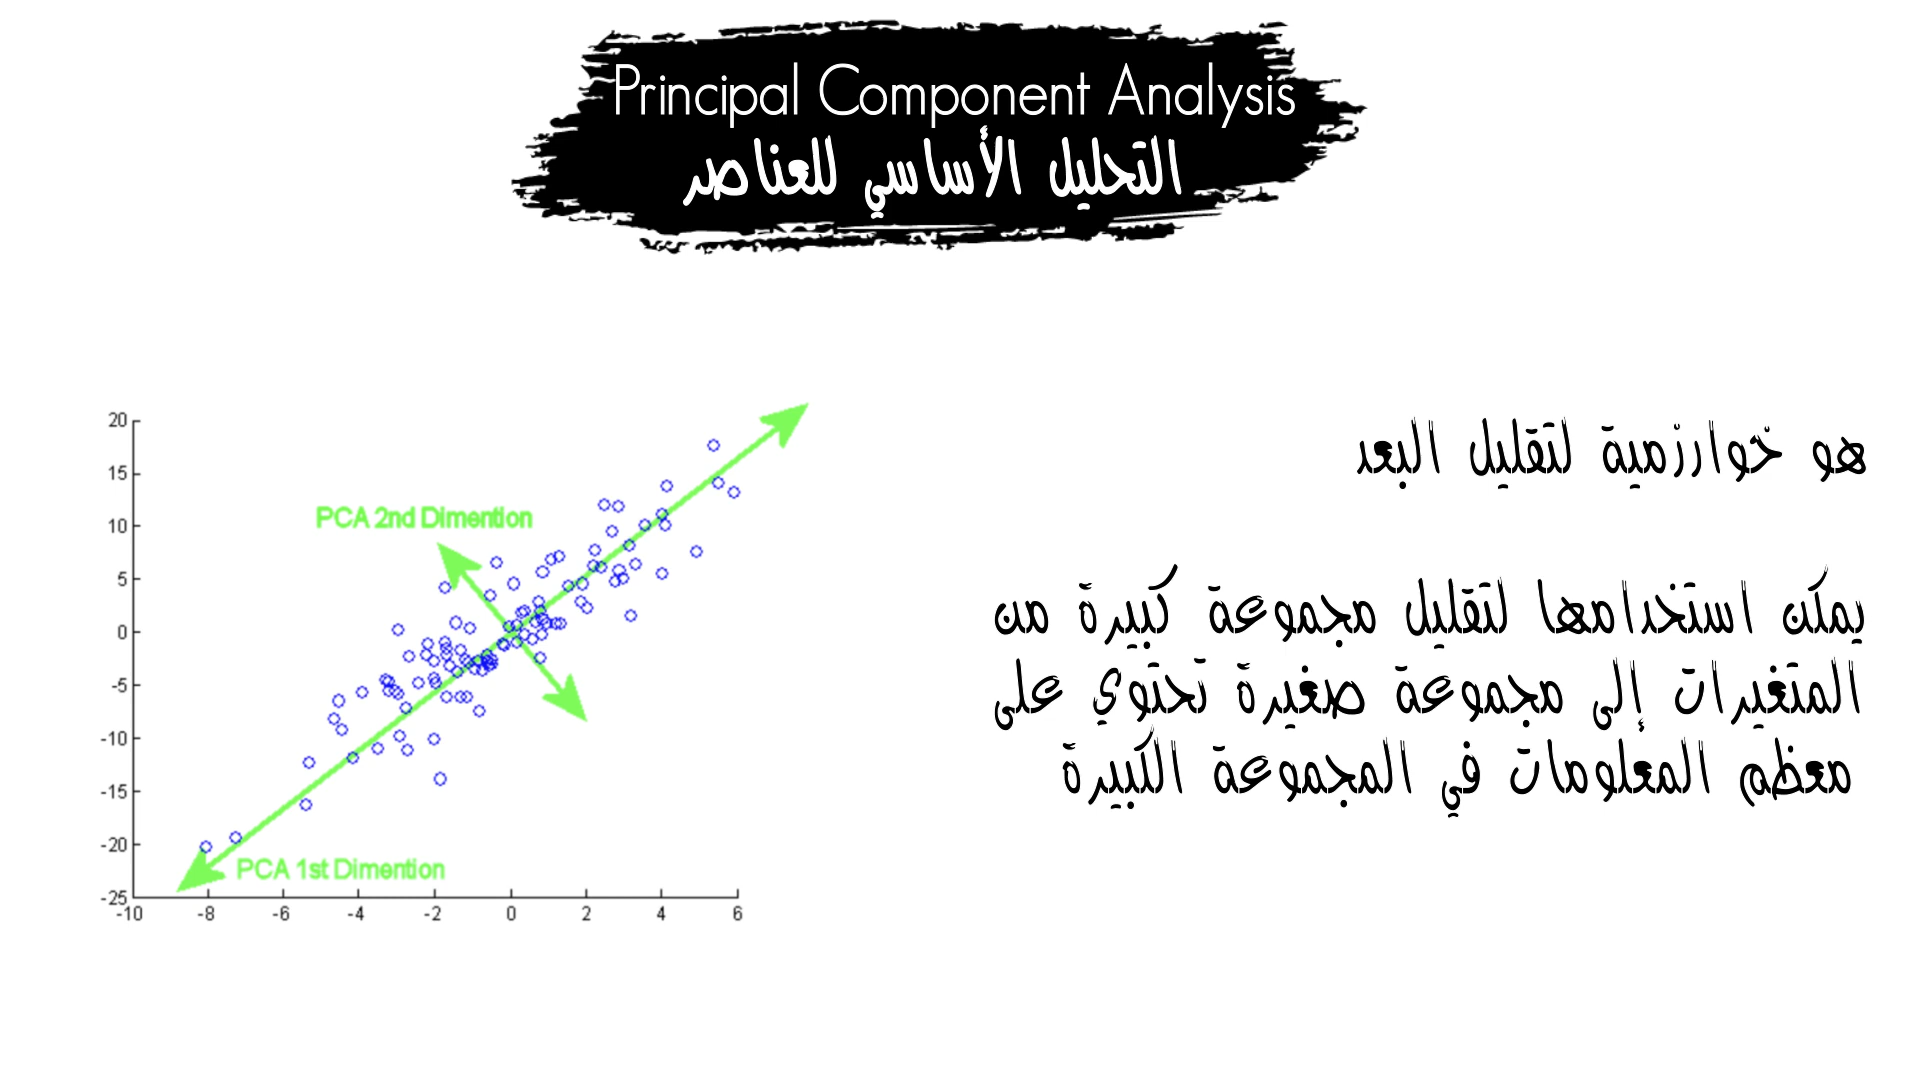 Principal Component Analysis
التحليل الأساسي للعناصر
هو خوارزمية لتقليل البعد
يمكن استخدامها لتقليل مجموعة كبيرة من
المتغيرات إلى مجموعة صغيرة تحتوي على
معظم المعلومات في المجموعة الكبيرة
20
15
10
5
0
-5
-10
-15
-20
-25
PCA 2nd Dimention
PCA 1st Dimention
-10 -8 -6 -4 -2 0 2 4 6